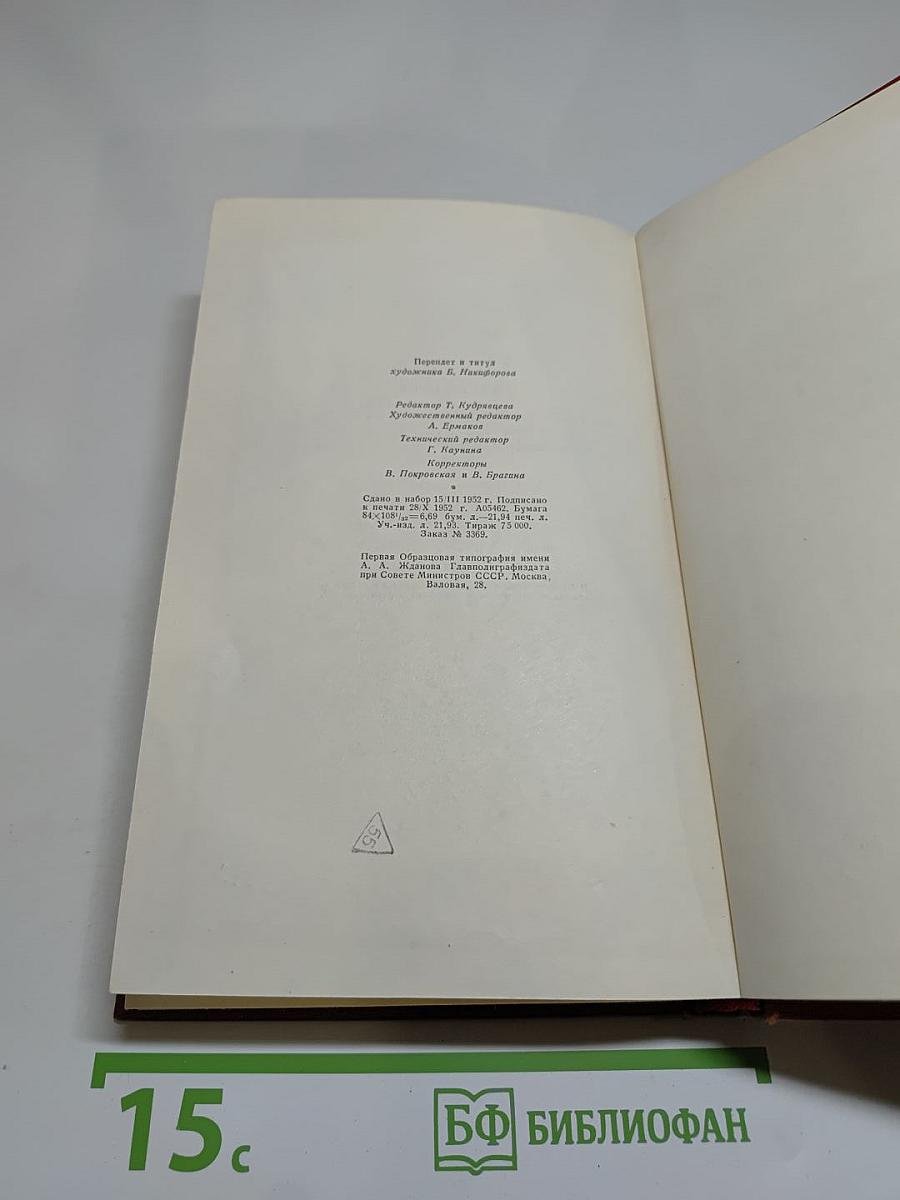 Переплет и титул
художника Б. Никифорова
Редактор Т. Кудрявцева
Художественный редактор
А. Ермаков
Технический редактор
Г. Каунина
Корректоры
В. Покровская и В. Брагина
*
Сдано в набор 15/III 1952 г. Подписано
к печати 28/X 1952 г. А05462. Бумага
84×108¹/₃₂=6,69 бум. л.—21,94 печ. л.
Уч.-изд. л. 21,93. Тираж 75 000.
Заказ № 3369.
Первая Образцовая типография имени
А. А. Жданова Главполиграфиздата
при Совете Министров СССР. Москва,
Валовая, 28.
55
15 с
БФ БИБЛИОФАН